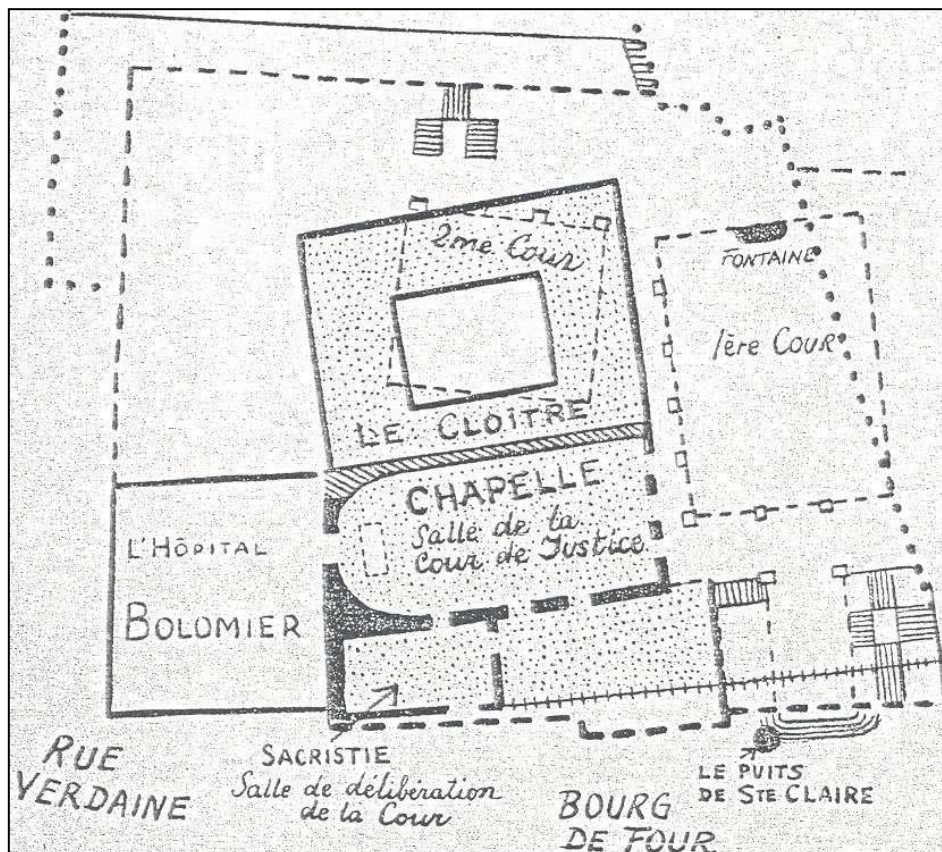 2me Cour
FONTAINE
1ère COUR
LE CLOÎTRE
CHAPELLE
Salle de la
Cour de Justice
L'HÔPITAL
BOLOMIER
RUE
VERDAINE
SACRISTIE
Salle de délibération
de la Cour
BOURG
DE FOUR
LE PUITS
DE STE CLAIRE